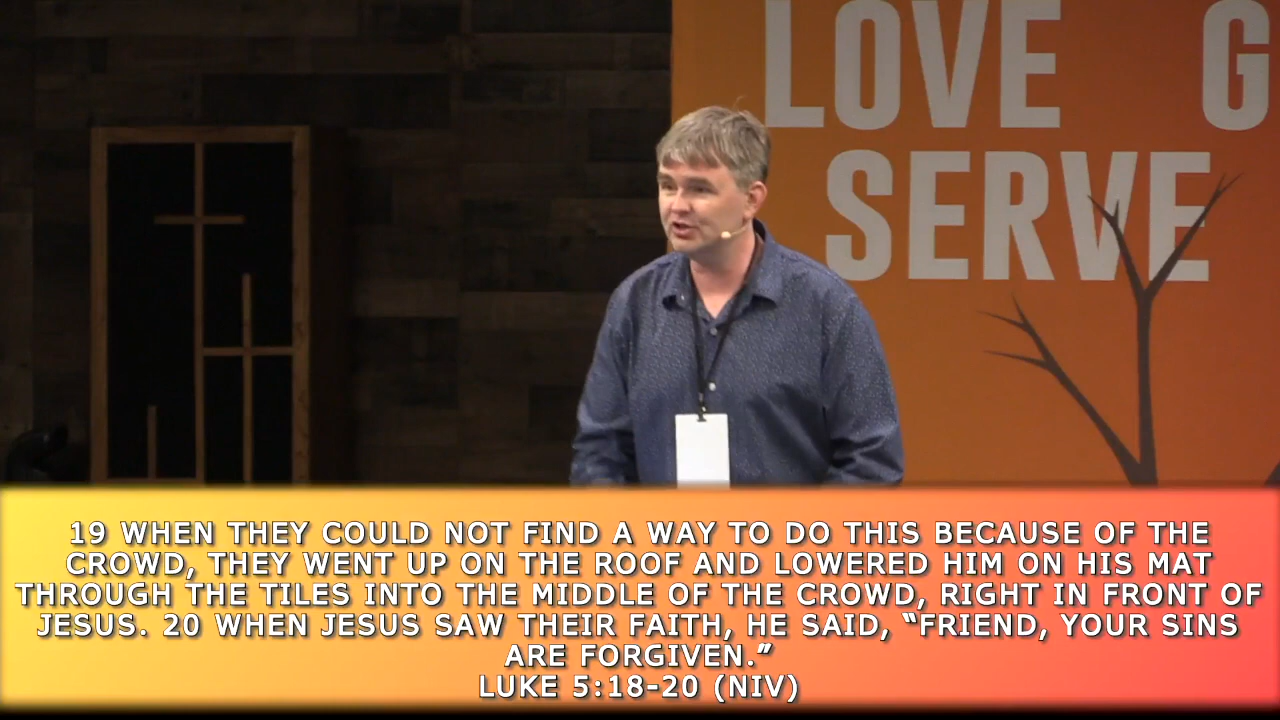 LOVE G
SERVE
19 WHEN THEY COULD NOT FIND A WAY TO DO THIS BECAUSE OF THE
CROWD, THEY WENT UP ON THE ROOF AND LOWERED HIM ON HIS MAT
THROUGH THE TILES INTO THE MIDDLE OF THE CROWD, RIGHT IN FRONT OF
JESUS. 20 WHEN JESUS SAW THEIR FAITH, HE SAID, “FRIEND, YOUR SINS
ARE FORGIVEN.”
LUKE 5:18-20 (NIV)